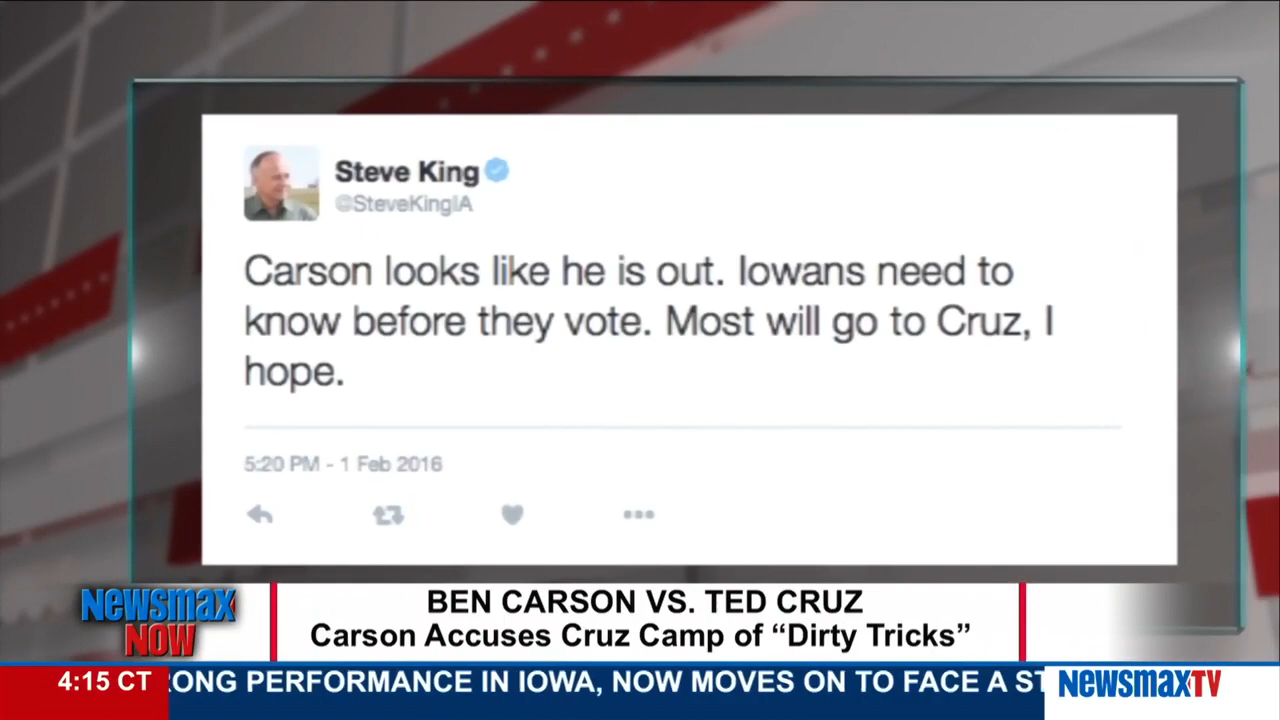 Steve King
@SteveKingIA
Carson looks like he is out. Iowans need to
know before they vote. Most will go to Cruz, I
hope.
5:20 PM - 1 Feb 2016
NEWSMAX
NOW
BEN CARSON VS. TED CRUZ
Carson Accuses Cruz Camp of “Dirty Tricks”
4:15 CT
PERFORMANCE IN IOWA, NOW MOVES ON TO FACE A
NEWSMAXTV